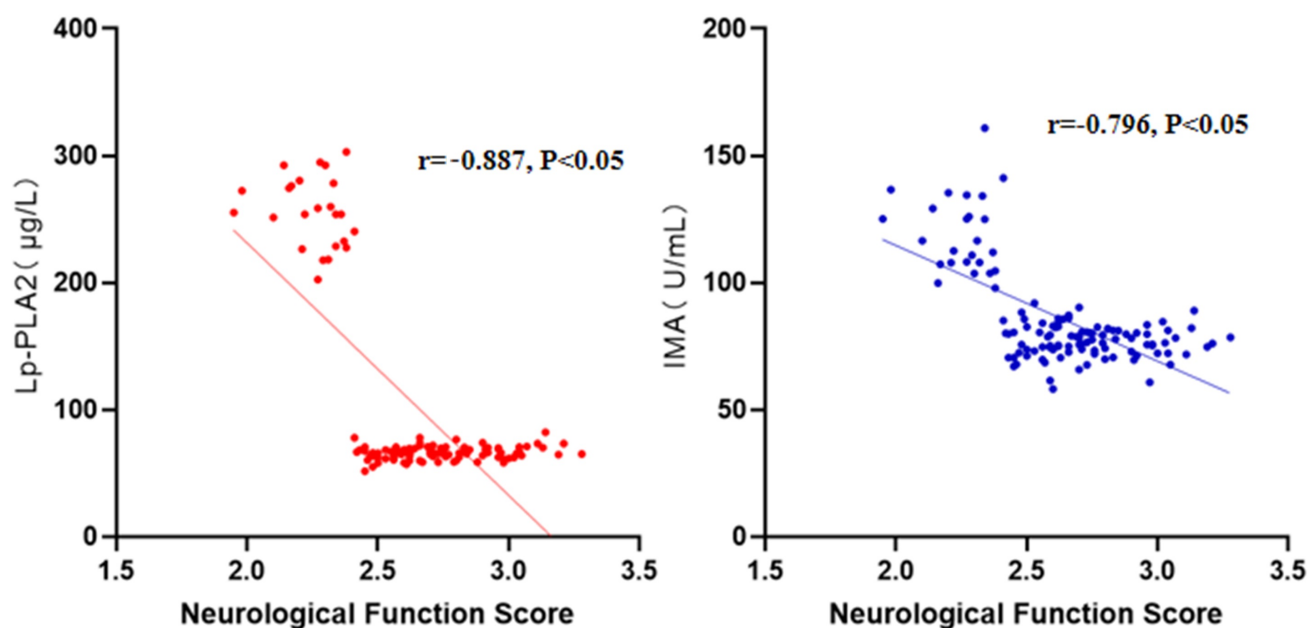 400
300
200
100
0
1.5 2.0 2.5 3.0 3.5
Lp-PLA2( μg/L)
r=-0.887, P<0.05
Neurological Function Score
200
150
100
50
0
1.5 2.0 2.5 3.0 3.5
IMA( U/mL)
r=-0.796, P<0.05
Neurological Function Score